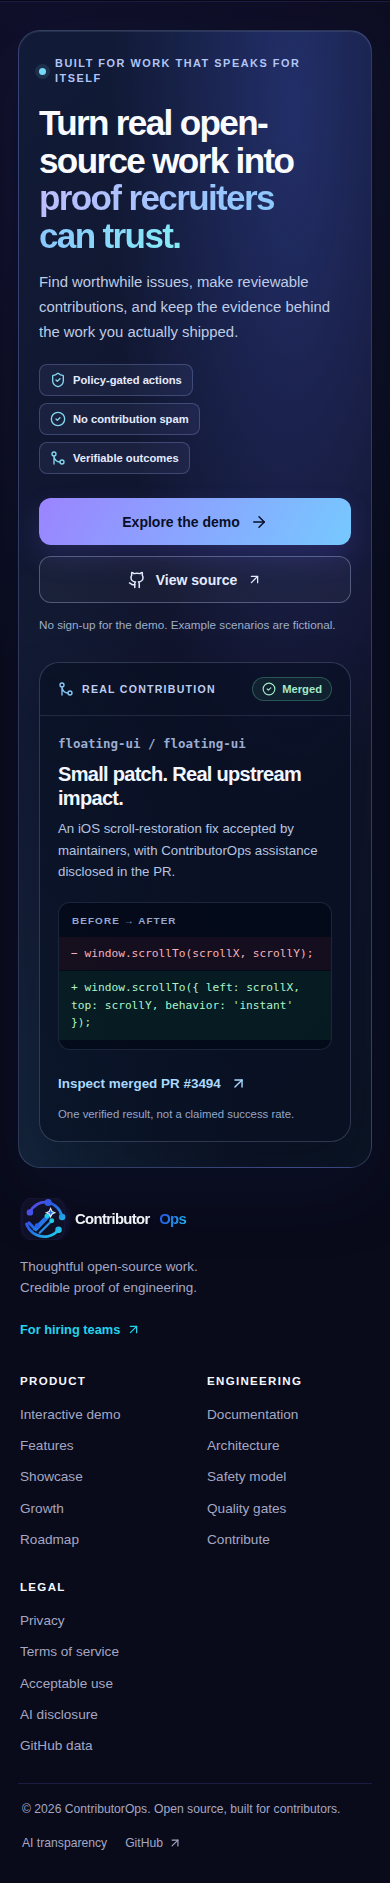 BUILT FOR WORK THAT SPEAKS FOR
ITSELF
Turn real open-
source work into
proof recruiters
can trust.
Find worthwhile issues, make reviewable
contributions, and keep the evidence behind
the work you actually shipped.
Policy-gated actions
No contribution spam
Verifiable outcomes
Explore the demo →
View source ↗
No sign-up for the demo. Example scenarios are fictional.
REAL CONTRIBUTION
Merged
floating-ui / floating-ui
Small patch. Real upstream
impact.
An iOS scroll-restoration fix accepted by
maintainers, with ContributorOps assistance
disclosed in the PR.
BEFORE → AFTER
− window.scrollTo(scrollX, scrollY);
+ window.scrollTo({ left: scrollX,
top: scrollY, behavior: 'instant'
});
Inspect merged PR #3494 ↗
One verified result, not a claimed success rate.
Contributor Ops
Thoughtful open-source work.
Credible proof of engineering.
For hiring teams ↗
PRODUCT
Interactive demo
Features
Showcase
Growth
Roadmap
ENGINEERING
Documentation
Architecture
Safety model
Quality gates
Contribute
LEGAL
Privacy
Terms of service
Acceptable use
AI disclosure
GitHub data
© 2026 ContributorOps. Open source, built for contributors.
AI transparency GitHub ↗